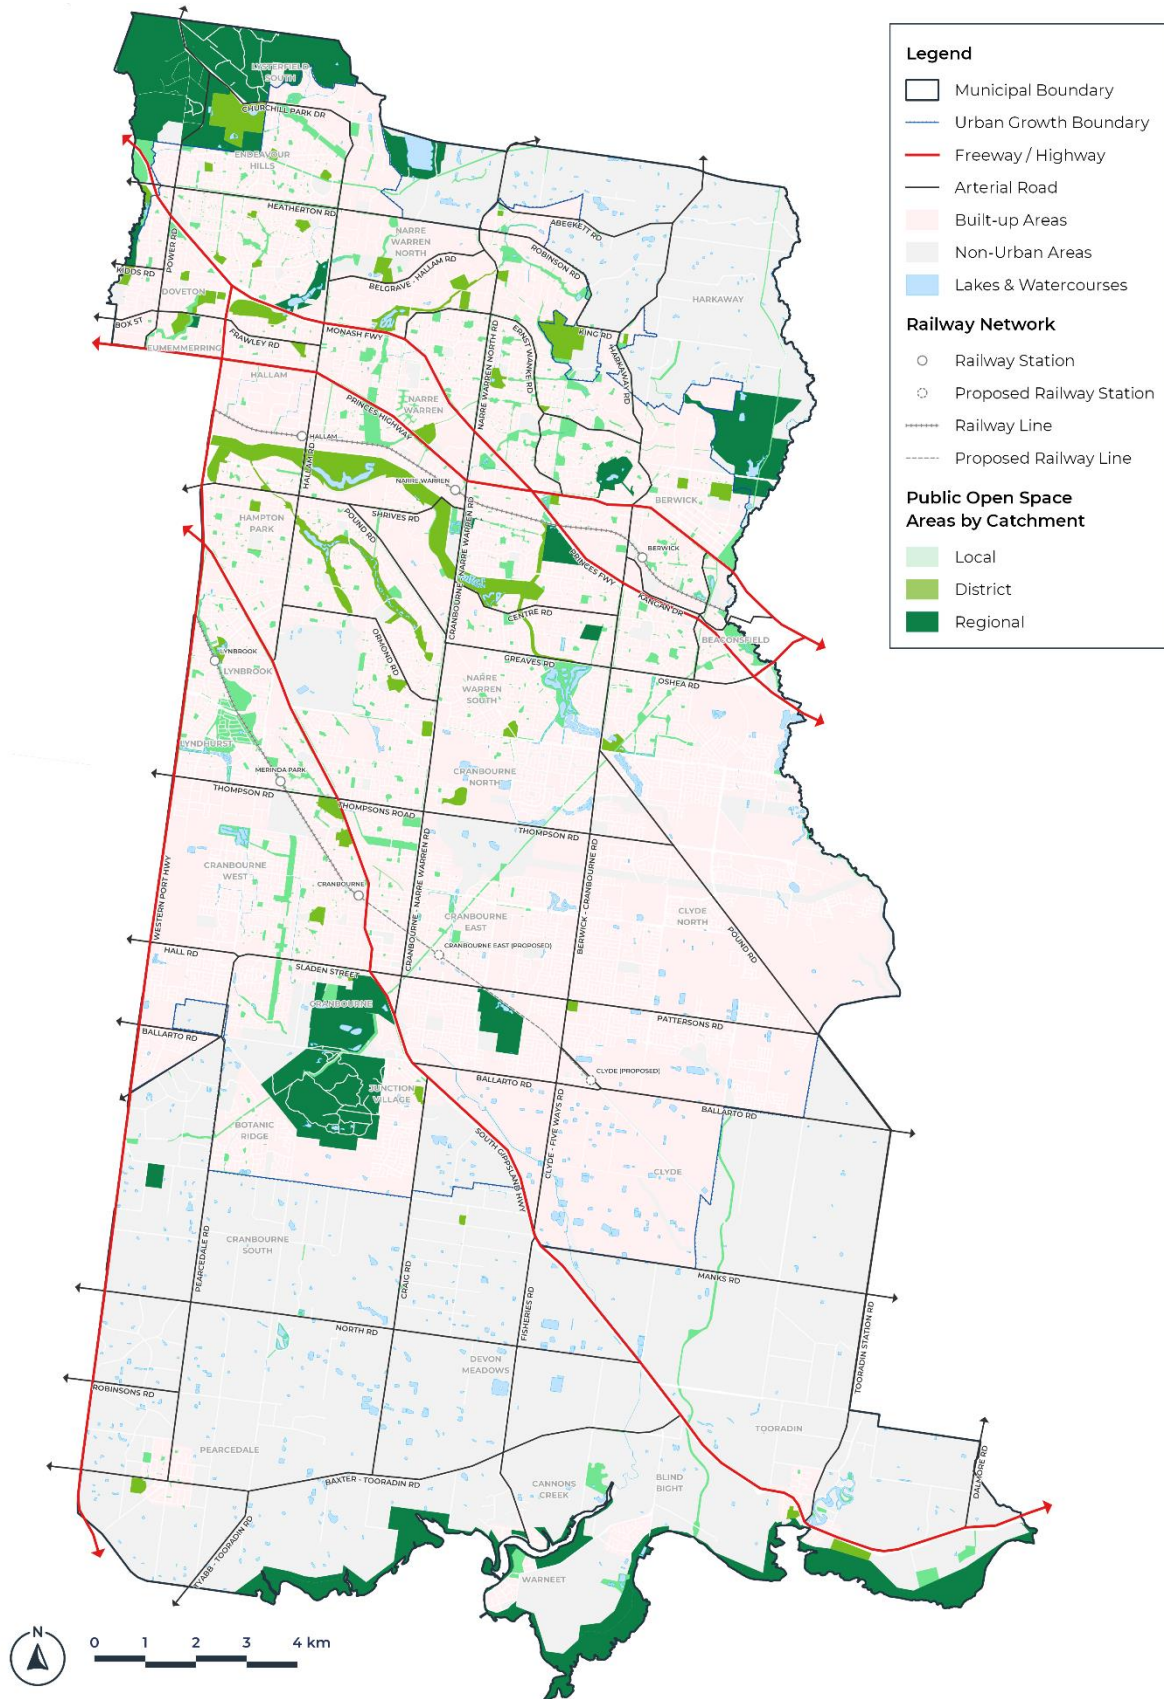 Legend
Municipal Boundary
Urban Growth Boundary
Freeway / Highway
Arterial Road
Built-up Areas
Non-Urban Areas
Lakes & Watercourses
Railway Network
Railway Station
Proposed Railway Station
Railway Line
Proposed Railway Line
Public Open Space
Areas by Catchment
Local
District
Regional
LYSTERFIELD
SOUTH
CHURCHILL PARK DR
ENDEAVOUR
HILLS
HEATHERTON RD
POWER RD
KIDDS RD
DOVETON
BOX ST
EUMEMMERRING
FRAWLEY RD
HALLAM
NARRE
WARREN
NORTH
BELGRAVE - HALLAM RD
ABECKETT RD
ROBINSON RD
HARKAWAY
MONASH FWY
KING RD
NARRE WARREN NORTH RD
ERNST WANKE RD
HARKAWAY RD
NARRE
WARREN
PRINCES HIGHWAY
HALLAM
HALLAM RD
NARRE WARREN
BERWICK
SHRIVES RD
POUND RD
HAMPTON
PARK
CRANBOURNE - NARRE WARREN RD
BERWICK
PRINCES FWY
KANGAN DR
CENTRE RD
BEACONSFIELD
ORMOND RD
GREAVES RD
OSHEA RD
LYNBROOK
LYNBROOK
NARRE
WARREN
SOUTH
LYNDHURST
MERINDA PARK
CRANBOURNE
NORTH
THOMPSON RD
THOMPSONS ROAD
THOMPSON RD
WESTERN PORT HWY
CRANBOURNE
WEST
CRANBOURNE - NARRE WARREN RD
BERWICK - CRANBOURNE RD
CRANBOURNE
CRANBOURNE
EAST
CLYDE
NORTH
POUND RD
CRANBOURNE EAST (PROPOSED)
HALL RD
SLADEN STREET
CRANBOURNE
PATTERSONS RD
BALLARTO RD
BALLARTO RD
CLYDE (PROPOSED)
BALLARTO RD
JUNCTION
VILLAGE
BOTANIC
RIDGE
SOUTH GIPPSLAND HWY
CLYDE - FIVE WAYS RD
CLYDE
CRANBOURNE
SOUTH
PEARCEDALE RD
CRAIG RD
MANKS RD
FISHERIES RD
NORTH RD
TOORADIN STATION RD
DEVON
MEADOWS
ROBINSONS RD
PEARCEDALE
TOORADIN
DALMORE RD
BAXTER - TOORADIN RD
CANNONS
CREEK
BLIND
BIGHT
TYABB - TOORADIN RD
WARNEET
N
0 1 2 3 4 km